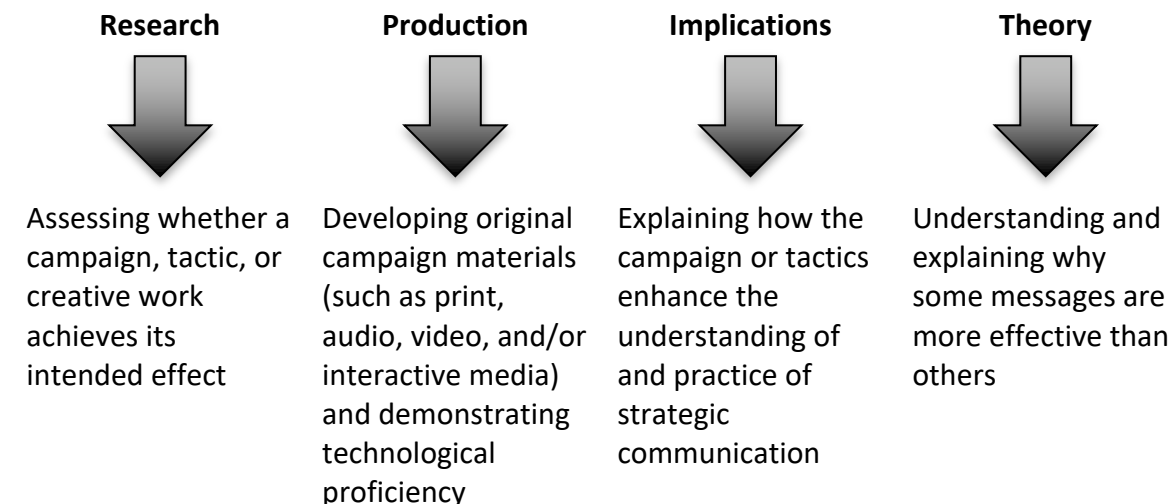 Research
Assessing whether a
campaign, tactic, or
creative work
achieves its
intended effect
Production
Developing original
campaign materials
(such as print,
audio, video, and/or
interactive media)
and demonstrating
technological
proficiency
Implications
Explaining how the
campaign or tactics
enhance the
understanding of
and practice of
strategic
communication
Theory
Understanding and
explaining why
some messages are
more effective than
others